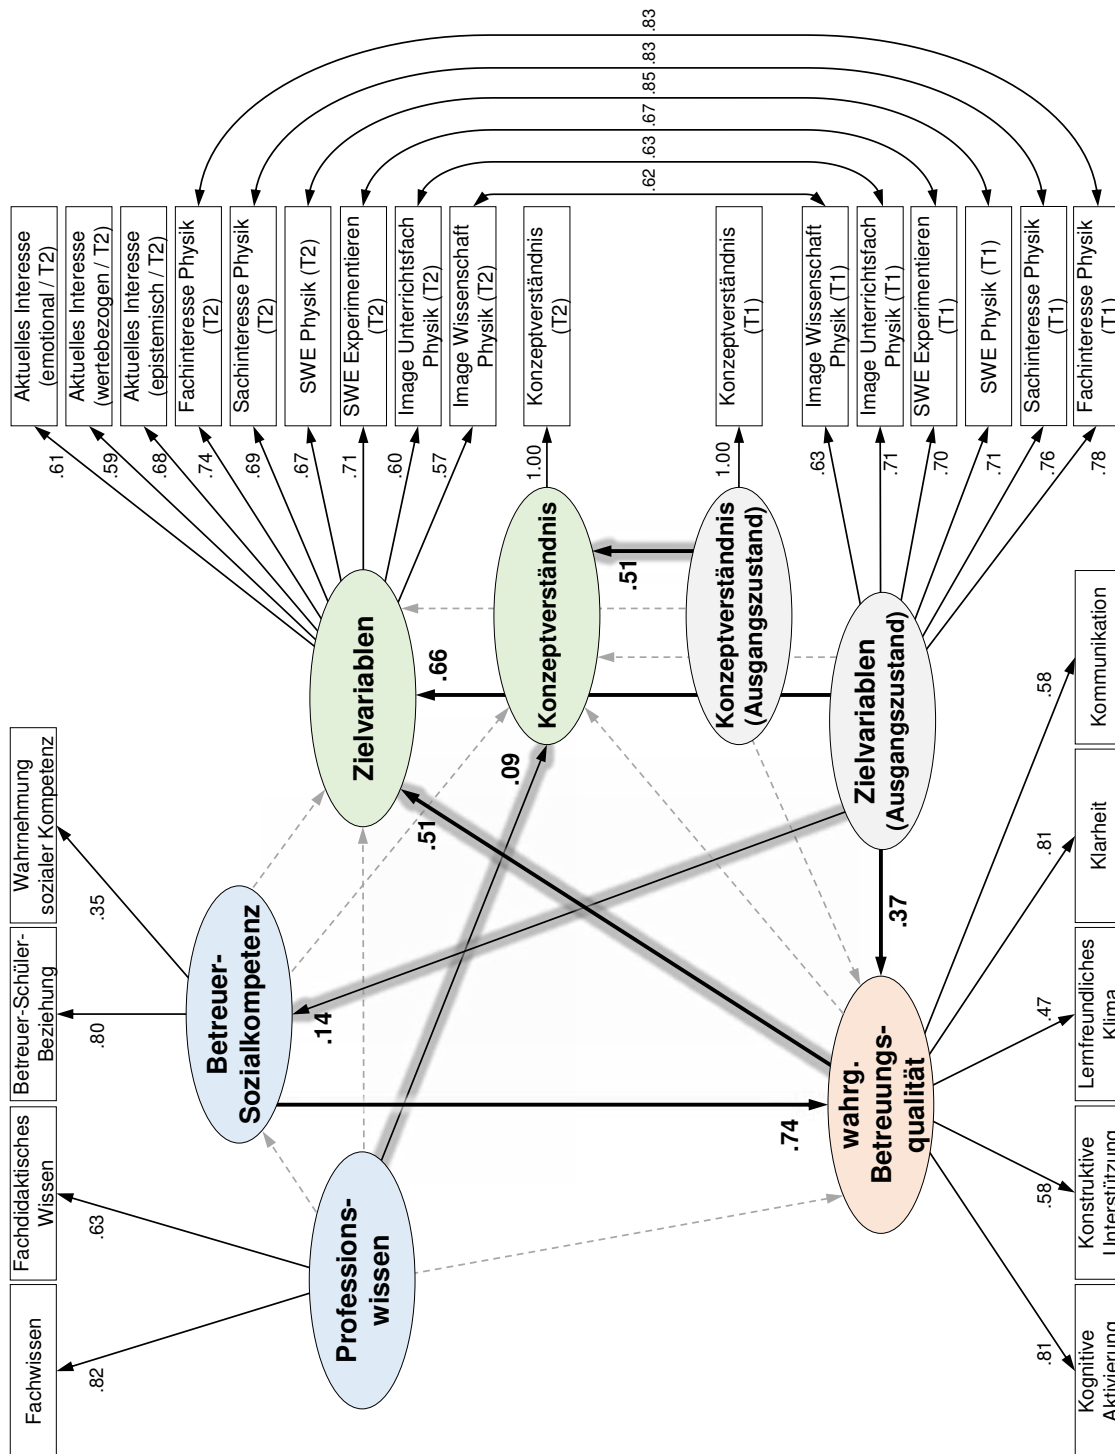 Fachwissen
Fachdidaktisches
Wissen
Betreuer-Schüler-
Beziehung
Wahrnehmung
sozialer Kompetenz
.82
.63
.80
.35
Professions-
wissen
Betreuer-
Sozialkompetenz
Zielvariablen
Konzeptverständnis
Konzeptverständnis
(Ausgangszustand)
Zielvariablen
(Ausgangszustand)
wahrg.
Betreuungs-
qualität
.14
.51
.66
.09
.51
.74
.37
.61
.59
.68
.74
.69
.67
.71
.60
.57
1.00
1.00
.63
.71
.70
.71
.76
.78
Aktuelles Interesse
(emotional / T2)
Aktuelles Interesse
(wertebezogen / T2)
Aktuelles Interesse
(epistemisch / T2)
Fachinteresse Physik
(T2)
Sachinteresse Physik
(T2)
SWE Physik (T2)
SWE Experimentieren
(T2)
Image Unterrichtsfach
Physik (T2)
Image Wissenschaft
Physik (T2)
Konzeptverständnis
(T2)
Konzeptverständnis
(T1)
Image Wissenschaft
Physik (T1)
Image Unterrichtsfach
Physik (T1)
SWE Experimentieren
(T1)
SWE Physik (T1)
Sachinteresse Physik
(T1)
Fachinteresse Physik
(T1)
.62
.63
.67
.85
.83
.83
.81
.58
.47
.81
.58
Kognitive
Aktivierung
Konstruktive
Unterstützung
Lernfreundliches
Klima
Klarheit
Kommunikation